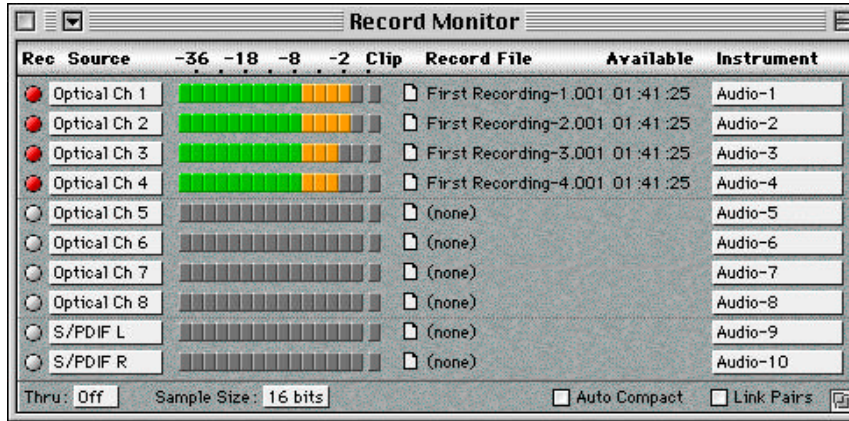 Record Monitor
Rec Source -36 -18 -8 -2 Clip Record File Available Instrument
Optical Ch 1 First Recording-1.001 01:41:25 Audio-1
Optical Ch 2 First Recording-2.001 01:41:25 Audio-2
Optical Ch 3 First Recording-3.001 01:41:25 Audio-3
Optical Ch 4 First Recording-4.001 01:41:25 Audio-4
Optical Ch 5 (none) Audio-5
Optical Ch 6 (none) Audio-6
Optical Ch 7 (none) Audio-7
Optical Ch 8 (none) Audio-8
S/PDIF L (none) Audio-9
S/PDIF R (none) Audio-10
Thru: Off Sample Size: 16 bits Auto Compact Link Pairs